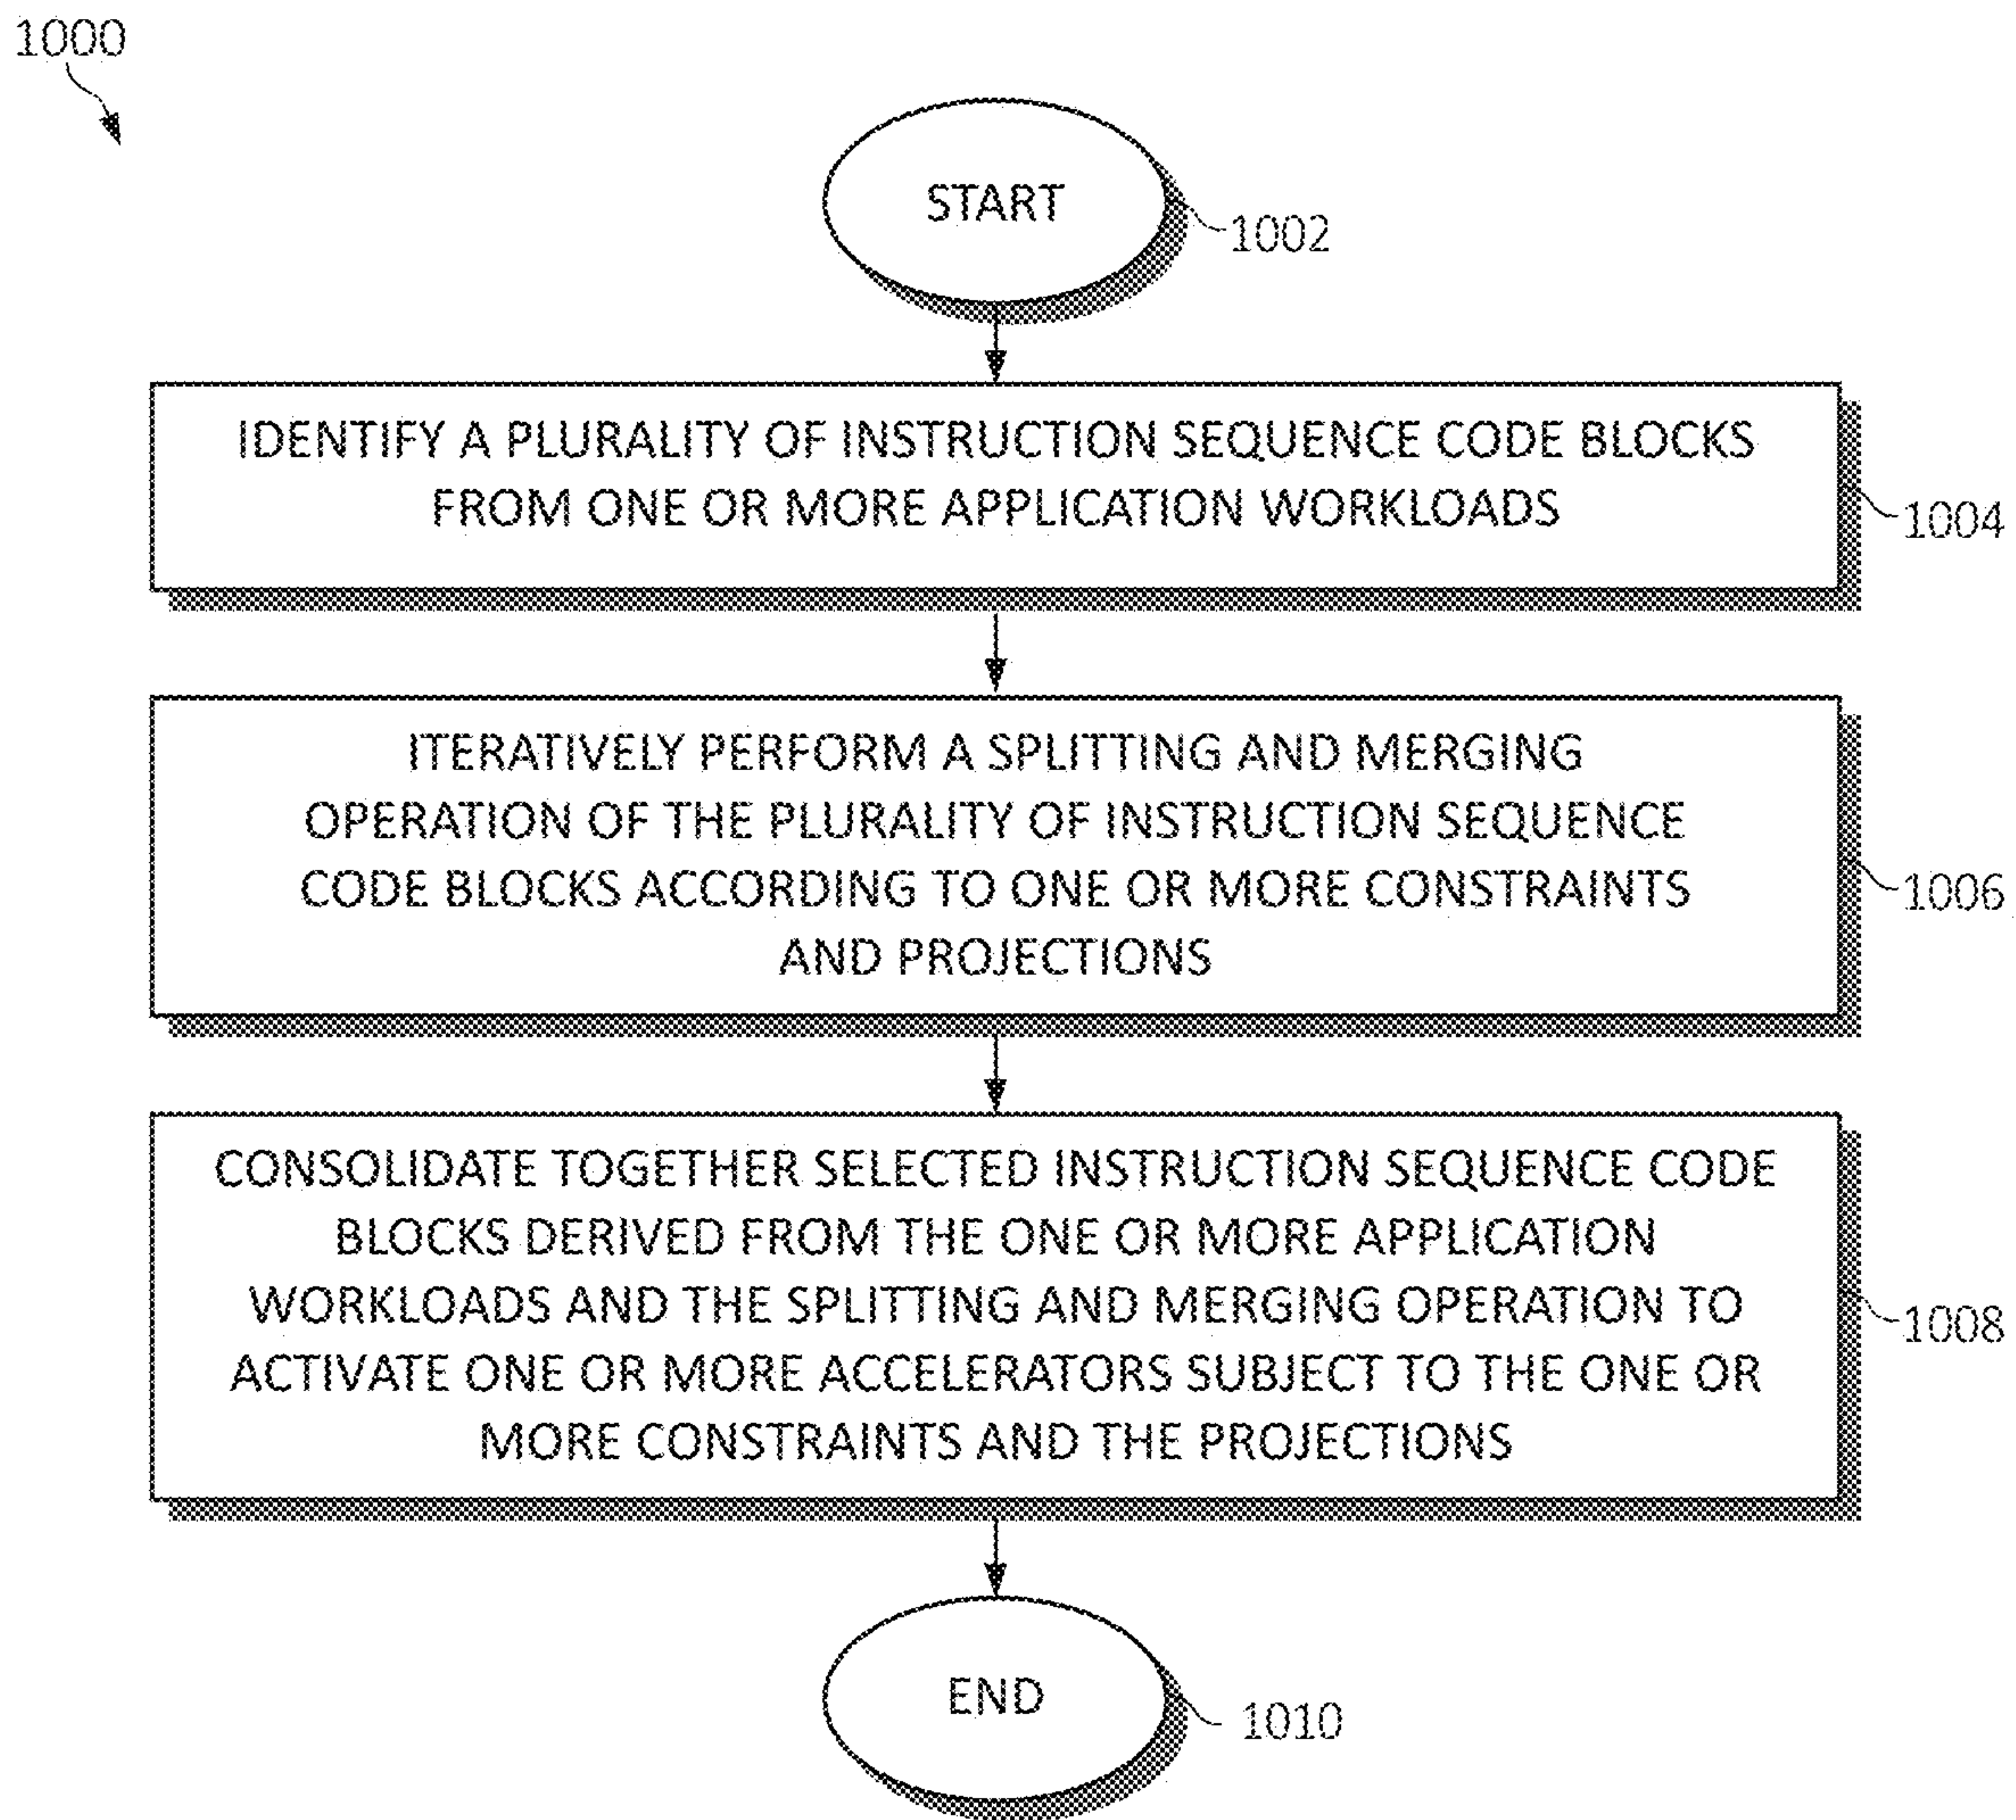 1000
START
1002
IDENTIFY A PLURALITY OF INSTRUCTION SEQUENCE CODE BLOCKS
FROM ONE OR MORE APPLICATION WORKLOADS
1004
ITERATIVELY PERFORM A SPLITTING AND MERGING
OPERATION OF THE PLURALITY OF INSTRUCTION SEQUENCE
CODE BLOCKS ACCORDING TO ONE OR MORE CONSTRAINTS
AND PROJECTIONS
1006
CONSOLIDATE TOGETHER SELECTED INSTRUCTION SEQUENCE CODE
BLOCKS DERIVED FROM THE ONE OR MORE APPLICATION
WORKLOADS AND THE SPLITTING AND MERGING OPERATION TO
ACTIVATE ONE OR MORE ACCELERATORS SUBJECT TO THE ONE OR
MORE CONSTRAINTS AND THE PROJECTIONS
1008
END
1010